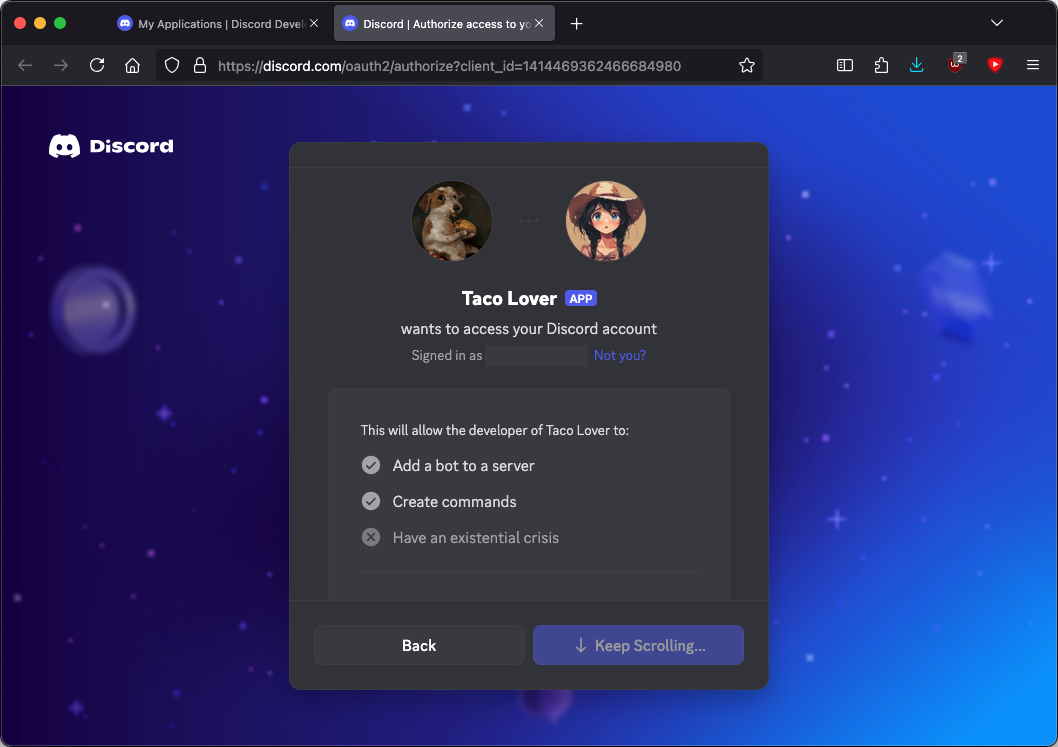 My Applications | Discord Devel
Discord | Authorize access to yo
https://discord.com/oauth2/authorize?client_id=1414469362466684980
2
Discord
Taco Lover APP
wants to access your Discord account
Signed in as Not you?
This will allow the developer of Taco Lover to:
Add a bot to a server
Create commands
Have an existential crisis
Back
↓ Keep Scrolling...